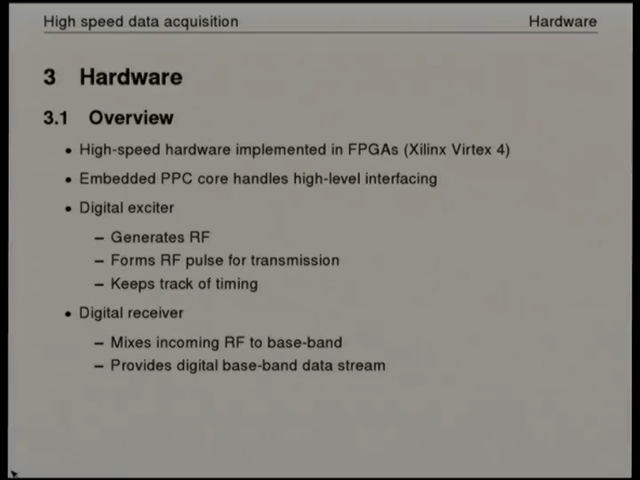 High speed data acquisition Hardware
3 Hardware
3.1 Overview
• High-speed hardware implemented in FPGAs (Xilinx Virtex 4)
• Embedded PPC core handles high-level interfacing
• Digital exciter
– Generates RF
– Forms RF pulse for transmission
– Keeps track of timing
• Digital receiver
– Mixes incoming RF to base-band
– Provides digital base-band data stream